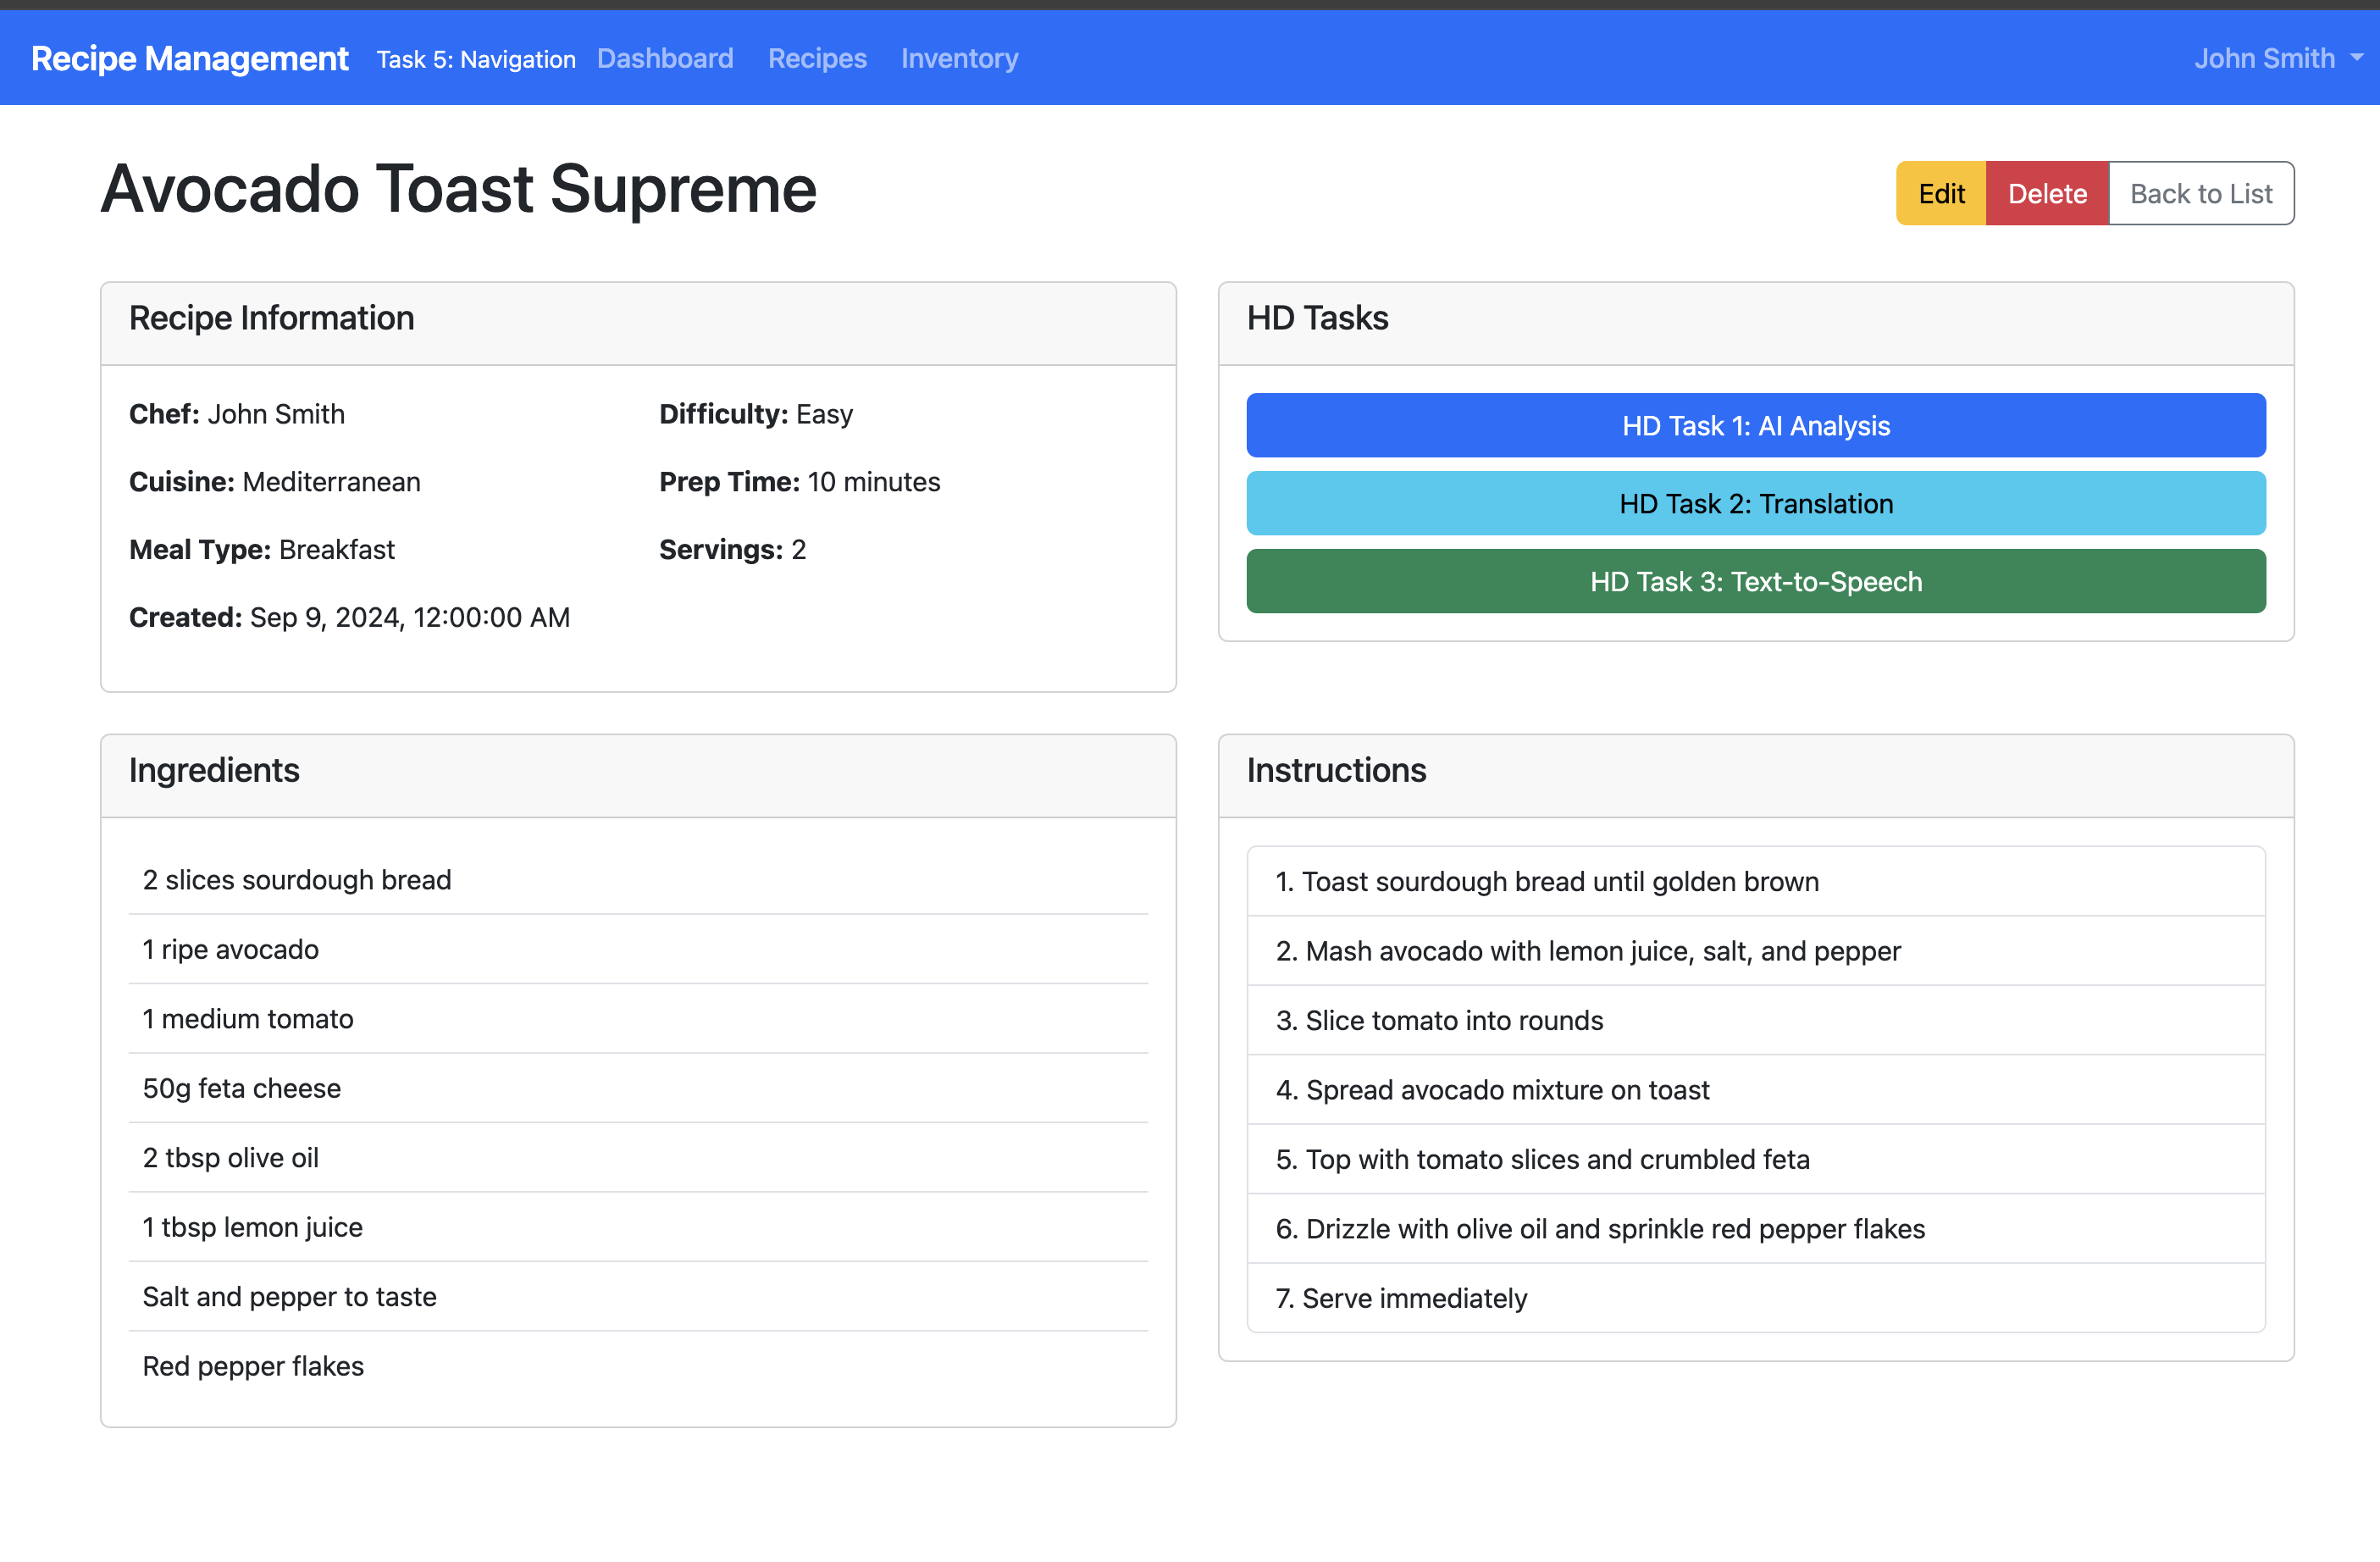 Recipe Management Task 5: Navigation Dashboard Recipes Inventory John Smith
Avocado Toast Supreme
Edit Delete Back to List
Recipe Information
Chef: John Smith
Cuisine: Mediterranean
Meal Type: Breakfast
Created: Sep 9, 2024, 12:00:00 AM
Difficulty: Easy
Prep Time: 10 minutes
Servings: 2
HD Tasks
HD Task 1: AI Analysis
HD Task 2: Translation
HD Task 3: Text-to-Speech
Ingredients
2 slices sourdough bread
1 ripe avocado
1 medium tomato
50g feta cheese
2 tbsp olive oil
1 tbsp lemon juice
Salt and pepper to taste
Red pepper flakes
Instructions
1. Toast sourdough bread until golden brown
2. Mash avocado with lemon juice, salt, and pepper
3. Slice tomato into rounds
4. Spread avocado mixture on toast
5. Top with tomato slices and crumbled feta
6. Drizzle with olive oil and sprinkle red pepper flakes
7. Serve immediately